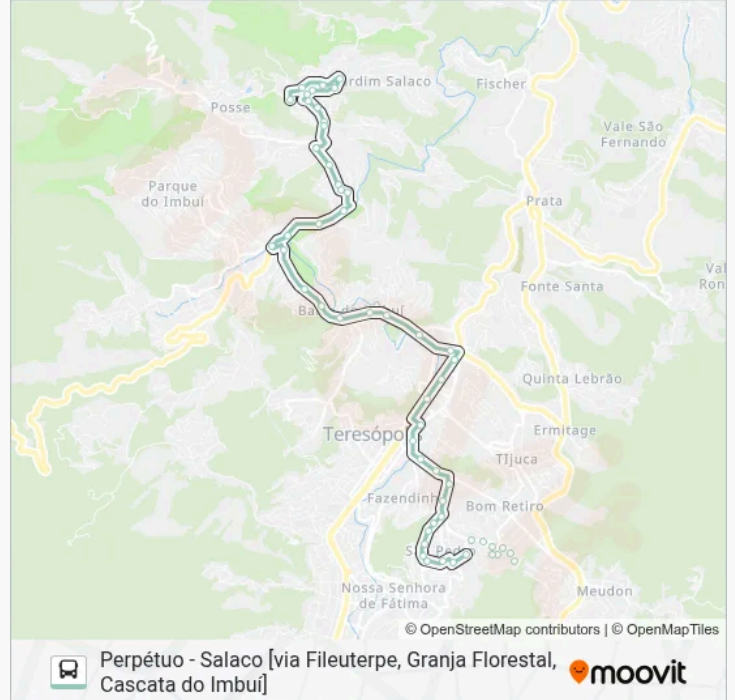 rdim Salaco
Fischer
Posse
Vale São
Fernando
Parque
do Imbuí
Prata
Val
Ron
Fonte Santa
Quinta Lebrão
Teresópo
Ermitage
TIjuca
Fazendinh
Bom Retiro
Nossa Senhora
de Fátima
Meudon
© OpenStreetMap contributors | © OpenMapTiles
Perpétuo - Salaco [via Fileuterpe, Granja Florestal,
Cascata do Imbuí]
moovit